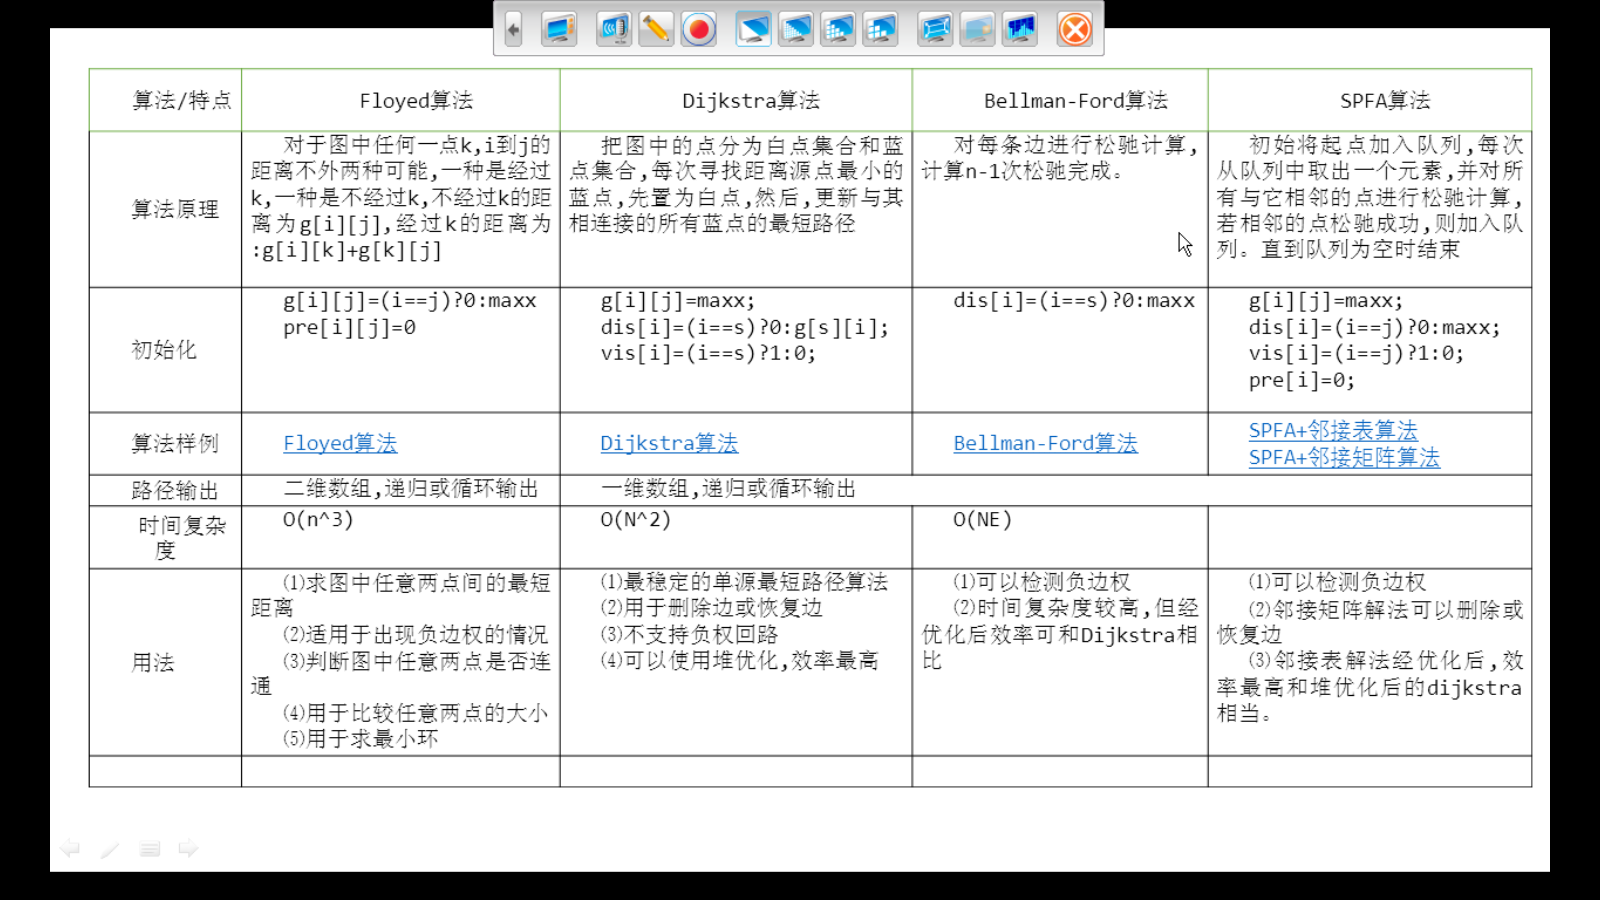 算法/特点
Floyed算法
Dijkstra算法
Bellman-Ford算法
SPFA算法
算法原理
对于图中任何一点k,i到j的
距离不外两种可能,一种是经过
k,一种是不经过k,不经过k的距
离为g[i][j],经过k的距离为
:g[i][k]+g[k][j]
把图中的点分为白点集合和蓝
点集合,每次寻找距离源点最小的
蓝点,先置为白点,然后,更新与其
相连接的所有蓝点的最短路径
对每条边进行松驰计算,
计算n-1次松驰完成。
初始将起点加入队列,每次
从队列中取出一个元素,并对所
有与它相邻的点进行松驰计算,
若相邻的点松驰成功,则加入队
列。直到队列为空时结束
初始化
g[i][j]=(i==j)?0:maxx
pre[i][j]=0
g[i][j]=maxx;
dis[i]=(i==s)?0:g[s][i];
vis[i]=(i==s)?1:0;
dis[i]=(i==s)?0:maxx
g[i][j]=maxx;
dis[i]=(i==j)?0:maxx;
vis[i]=(i==j)?1:0;
pre[i]=0;
算法样例
Floyed算法
Dijkstra算法
Bellman-Ford算法
SPFA+邻接表算法
SPFA+邻接矩阵算法
路径输出
二维数组,递归或循环输出
一维数组,递归或循环输出
时间复杂
度
O(n^3)
O(N^2)
O(NE)
用法
⑴求图中任意两点间的最短
距离
⑵适用于出现负边权的情况
⑶判断图中任意两点是否连
通
⑷用于比较任意两点的大小
⑸用于求最小环
⑴最稳定的单源最短路径算法
⑵用于删除边或恢复边
⑶不支持负权回路
⑷可以使用堆优化,效率最高
⑴可以检测负边权
⑵时间复杂度较高,但经
优化后效率可和Dijkstra相
比
⑴可以检测负边权
⑵邻接矩阵解法可以删除或
恢复边
⑶邻接表解法经优化后,效
率最高和堆优化后的dijkstra
相当。